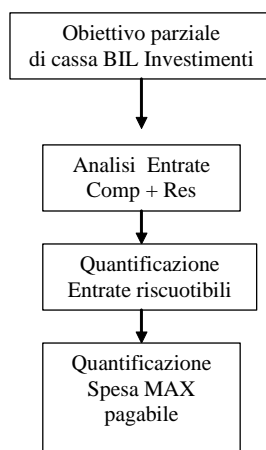 Obiettivo parziale
di cassa BIL Investimenti
Analisi Entrate
Comp + Res
Quantificazione
Entrate riscuotibili
Quantificazione
Spesa MAX
pagabile